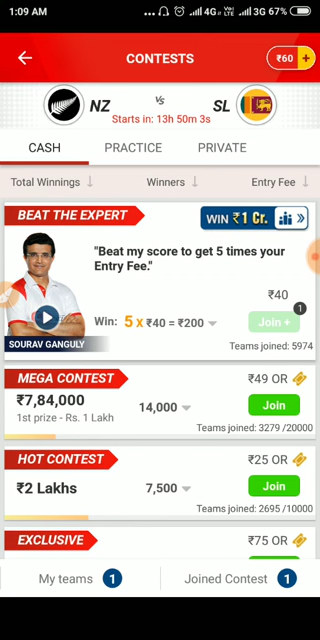 1:09 AM ... 4G Vo LTE 3G 67%
CONTESTS
₹60 +
NZ vs SL
Starts in: 13h 50m 3s
CASH PRACTICE PRIVATE
Total Winnings Winners Entry Fee
BEAT THE EXPERT
WIN ₹1 Cr. »
"Beat my score to get 5 times your
Entry Fee."
₹40
Win: 5 x ₹40 = ₹200
1
Join +
SOURAV GANGULY
Teams joined: 5974
MEGA CONTEST
₹49 OR
₹7,84,000
1st prize - Rs. 1 Lakh
14,000
Join
Teams joined: 3279 /20000
HOT CONTEST
₹25 OR
₹2 Lakhs
7,500
Join
Teams joined: 2695 /10000
EXCLUSIVE
₹75 OR
My teams 1
Joined Contest 1